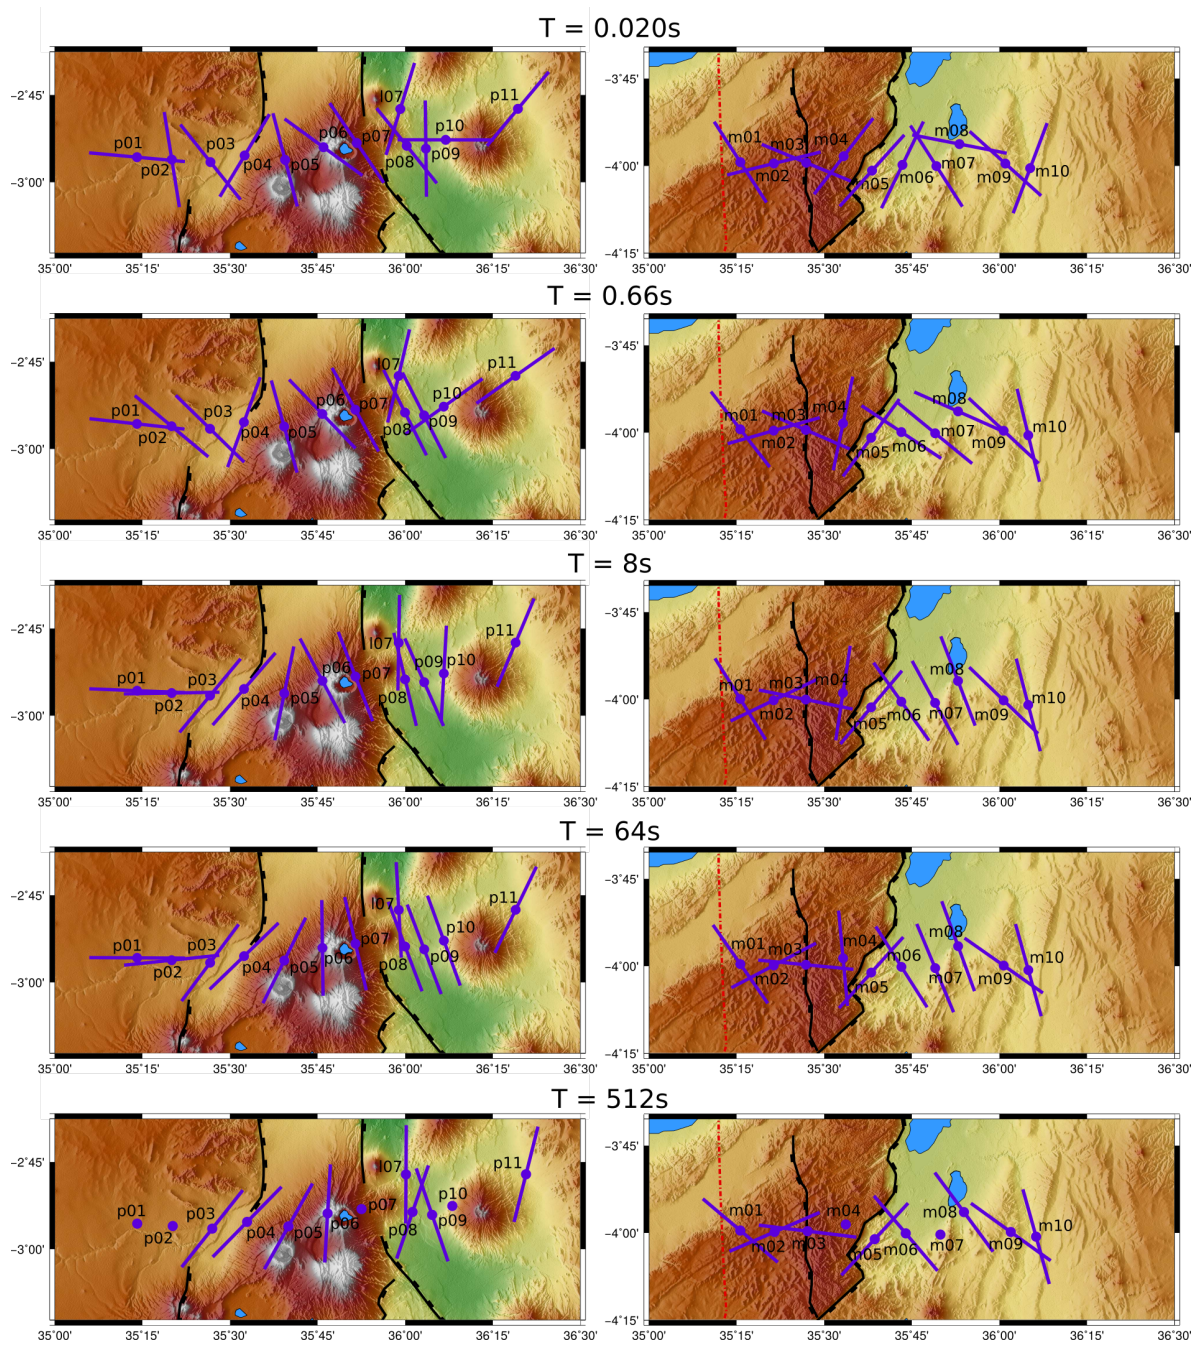 T = 0.020s
−2˚45'
−3˚00'
p01
p02
p03
p04
p05
p06
p07
l07
p08
p09
p10
p11
35˚00' 35˚15' 35˚30' 35˚45' 36˚00' 36˚15' 36˚30'
−3˚45'
−4˚00'
−4˚15'
m01
m02
m03
m04
m05
m06
m07
m08
m09
m10
35˚00' 35˚15' 35˚30' 35˚45' 36˚00' 36˚15' 36˚30'
T = 0.66s
−2˚45'
−3˚00'
p01
p02
p03
p04
p05
p06
p07
l07
p08
p09
p10
p11
35˚00' 35˚15' 35˚30' 35˚45' 36˚00' 36˚15' 36˚30'
−3˚45'
−4˚00'
−4˚15'
m01
m02
m03
m04
m05
m06
m07
m08
m09
m10
35˚00' 35˚15' 35˚30' 35˚45' 36˚00' 36˚15' 36˚30'
T = 8s
−2˚45'
−3˚00'
p01
p02
p03
p04
p05
p06
p07
l07
p08
p09
p10
p11
35˚00' 35˚15' 35˚30' 35˚45' 36˚00' 36˚15' 36˚30'
−3˚45'
−4˚00'
−4˚15'
m01
m02
m03
m04
m05
m06
m07
m08
m09
m10
35˚00' 35˚15' 35˚30' 35˚45' 36˚00' 36˚15' 36˚30'
T = 64s
−2˚45'
−3˚00'
p01
p02
p03
p04
p05
p06
p07
l07
p08
p09
p10
p11
35˚00' 35˚15' 35˚30' 35˚45' 36˚00' 36˚15' 36˚30'
−3˚45'
−4˚00'
−4˚15'
m01
m02
m03
m04
m05
m06
m07
m08
m09
m10
35˚00' 35˚15' 35˚30' 35˚45' 36˚00' 36˚15' 36˚30'
T = 512s
−2˚45'
−3˚00'
p01
p02
p03
p04
p05
p06
p07
l07
p08
p09
p10
p11
35˚00' 35˚15' 35˚30' 35˚45' 36˚00' 36˚15' 36˚30'
−3˚45'
−4˚00'
−4˚15'
m01
m02
m03
m04
m05
m06
m07
m08
m09
m10
35˚00' 35˚15' 35˚30' 35˚45' 36˚00' 36˚15' 36˚30'